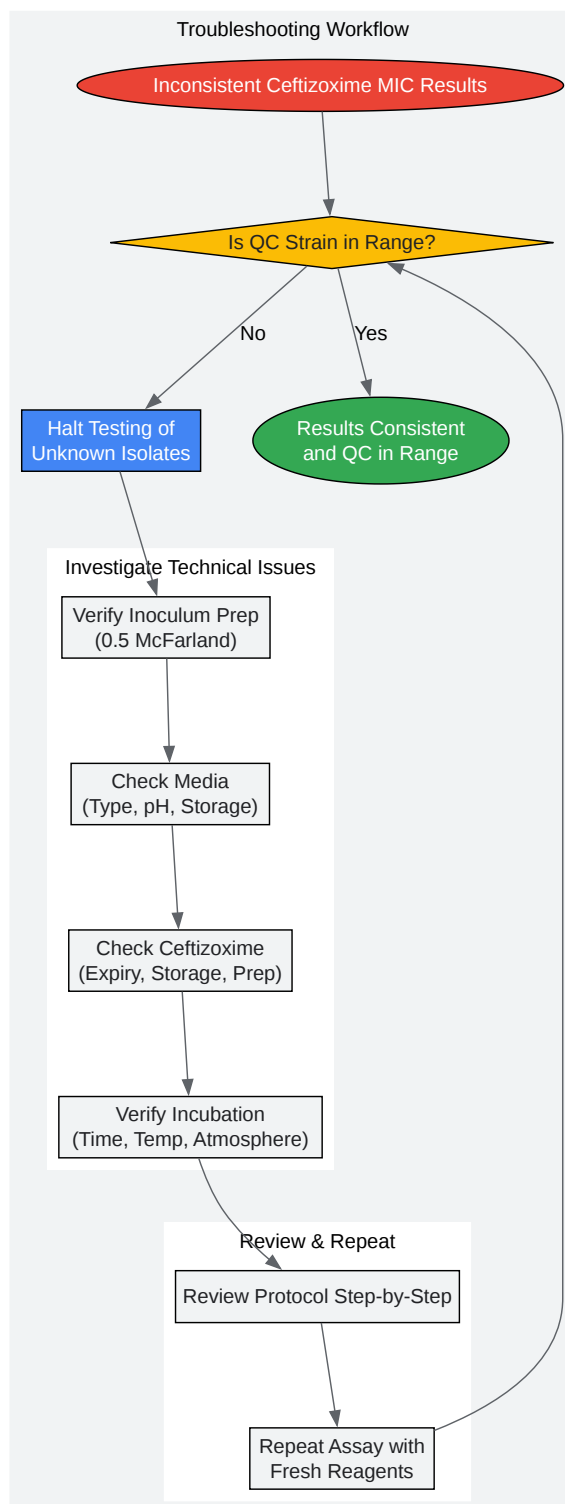 Troubleshooting Workflow
Inconsistent Ceftizoxime MIC Results
Is QC Strain in Range?
No
Yes
Halt Testing of
Unknown Isolates
Results Consistent
and QC in Range
Investigate Technical Issues
Verify Inoculum Prep
(0.5 McFarland)
Check Media
(Type, pH, Storage)
Check Ceftizoxime
(Expiry, Storage, Prep)
Verify Incubation
(Time, Temp, Atmosphere)
Review & Repeat
Review Protocol Step-by-Step
Repeat Assay with
Fresh Reagents